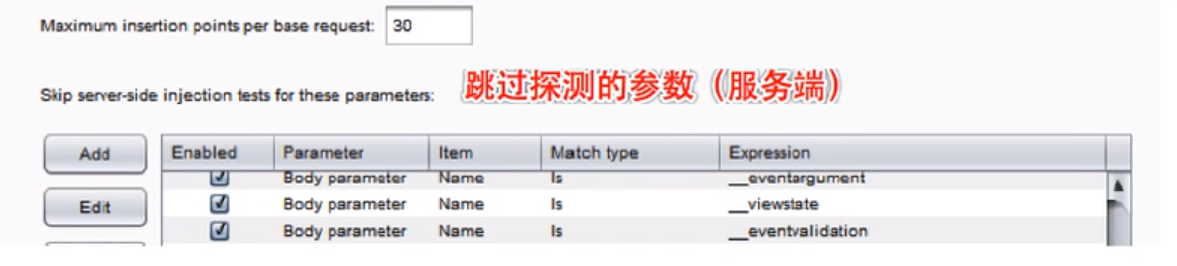 Maximum insertion points per base request: 30
跳过探测的参数（服务端）
Skip server-side injection tests for these parameters:
Add
Enabled Parameter Item Match type Expression
Body parameter Name Is __eventargument
Edit
Body parameter Name Is __viewstate
Body parameter Name Is __eventvalidation